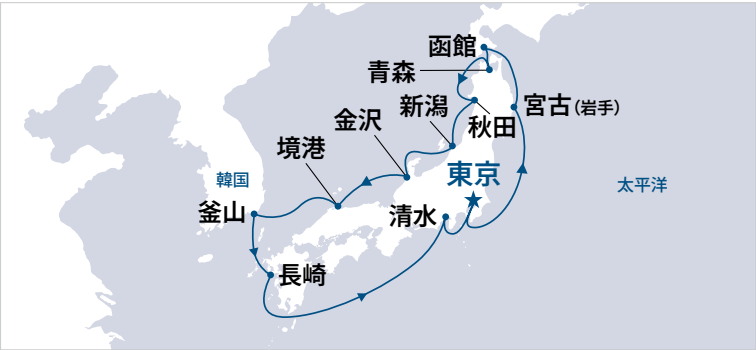 函館
青森
新潟
宮古(岩手)
金沢
秋田
境港
東京
韓国
太平洋
釜山
清水
長崎